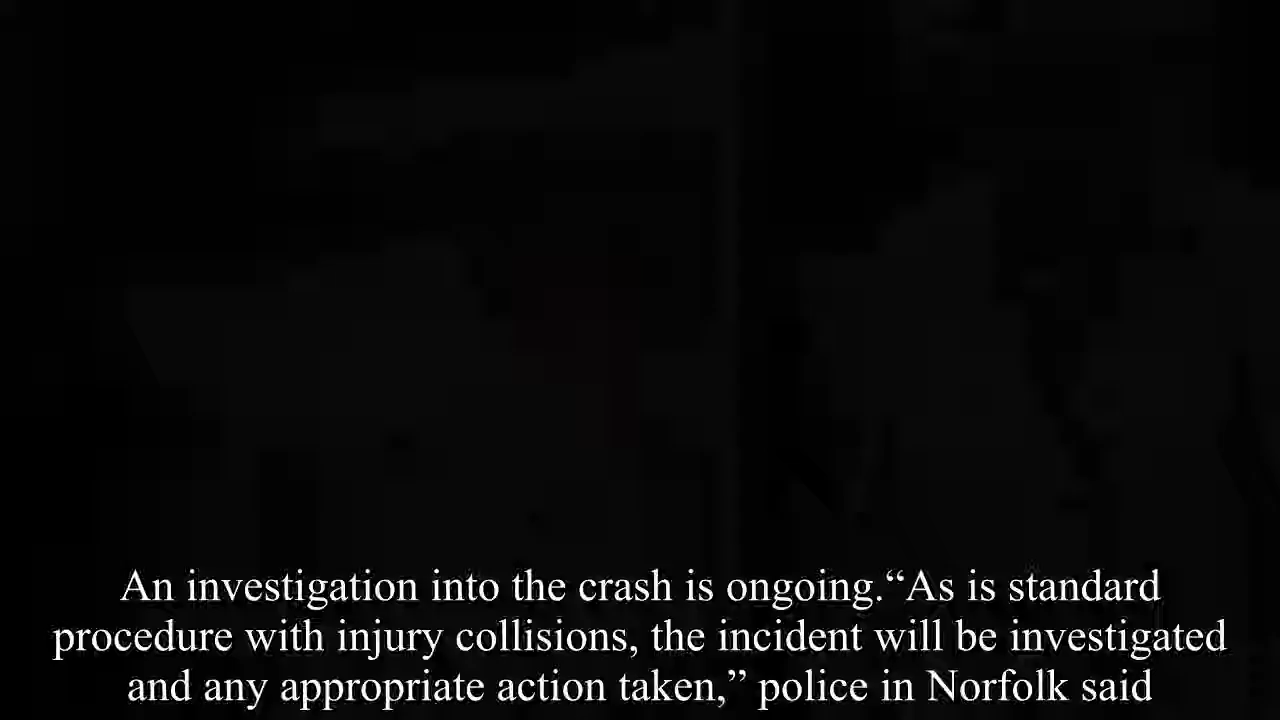 An investigation into the crash is ongoing.“As is standard
procedure with injury collisions, the incident will be investigated
and any appropriate action taken,” police in Norfolk said